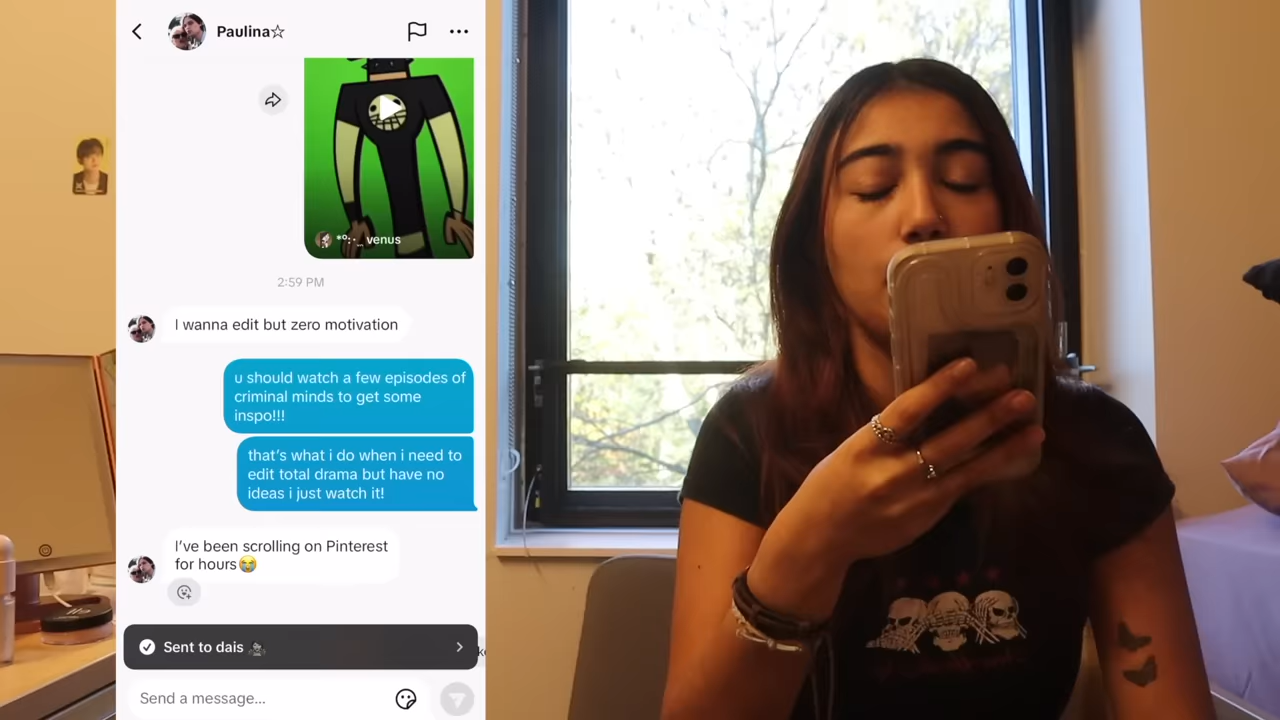 Paulina☆
venus
2:59 PM
I wanna edit but zero motivation
u should watch a few episodes of
criminal minds to get some
inspo!!!
that's what i do when i need to
edit total drama but have no
ideas i just watch it!
I've been scrolling on Pinterest
for hours😭
Sent to dais
Send a message...